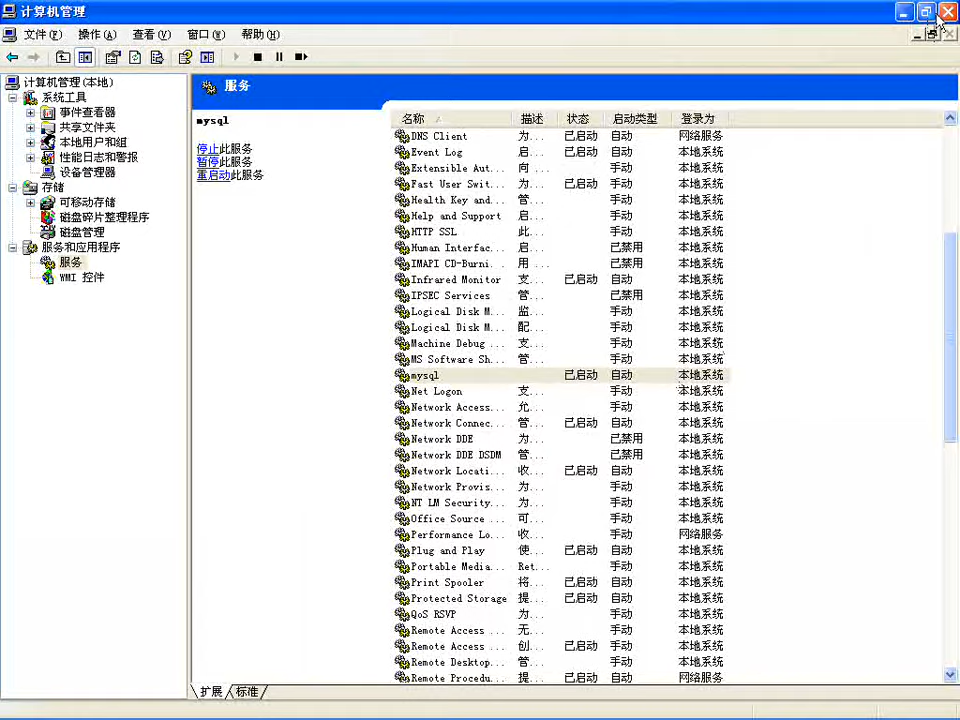 计算机管理
文件(F) 操作(A) 查看(V) 窗口(W) 帮助(H)
计算机管理(本地)
系统工具
事件查看器
共享文件夹
本地用户和组
性能日志和警报
设备管理器
存储
可移动存储
磁盘碎片整理程序
磁盘管理
服务和应用程序
服务
WMI 控件
服务
mysql
停止此服务
暂停此服务
重启动此服务
名称 描述 状态 启动类型 登录为
DNS Client 为... 已启动 自动 网络服务
Event Log 启... 已启动 自动 本地系统
Extensible Aut... 向 ... 手动 本地系统
Fast User Swit... 为... 已启动 手动 本地系统
Health Key and... 管... 手动 本地系统
Help and Support 启... 手动 本地系统
HTTP SSL 此... 手动 本地系统
Human Interfac... 启... 已禁用 本地系统
IMAPI CD-Burni... 用 ... 已禁用 本地系统
Infrared Monitor 支... 已启动 自动 本地系统
IPSEC Services 管... 已禁用 本地系统
Logical Disk M... 监... 手动 本地系统
Logical Disk M... 配... 手动 本地系统
Machine Debug ... 支... 手动 本地系统
MS Software Sh... 管... 手动 本地系统
mysql 已启动 自动 本地系统
Net Logon 支... 手动 本地系统
Network Access... 允... 手动 本地系统
Network Connec... 管... 已启动 手动 本地系统
Network DDE 为... 已禁用 本地系统
Network DDE DSDM 管... 已禁用 本地系统
Network Locati... 收... 已启动 手动 本地系统
Network Provis... 为... 手动 本地系统
NT LM Security... 为... 手动 本地系统
Office Source ... 可... 手动 本地系统
Performance Lo... 收... 手动 网络服务
Plug and Play 使... 已启动 自动 本地系统
Portable Media... Ret... 手动 本地系统
Print Spooler 将... 已启动 自动 本地系统
Protected Storage 提... 已启动 自动 本地系统
QoS RSVP 为... 手动 本地系统
Remote Access ... 无... 手动 本地系统
Remote Access ... 创... 已启动 手动 本地系统
Remote Desktop... 管... 手动 本地系统
Remote Procedu... 提... 已启动 自动 网络服务
扩展 标准